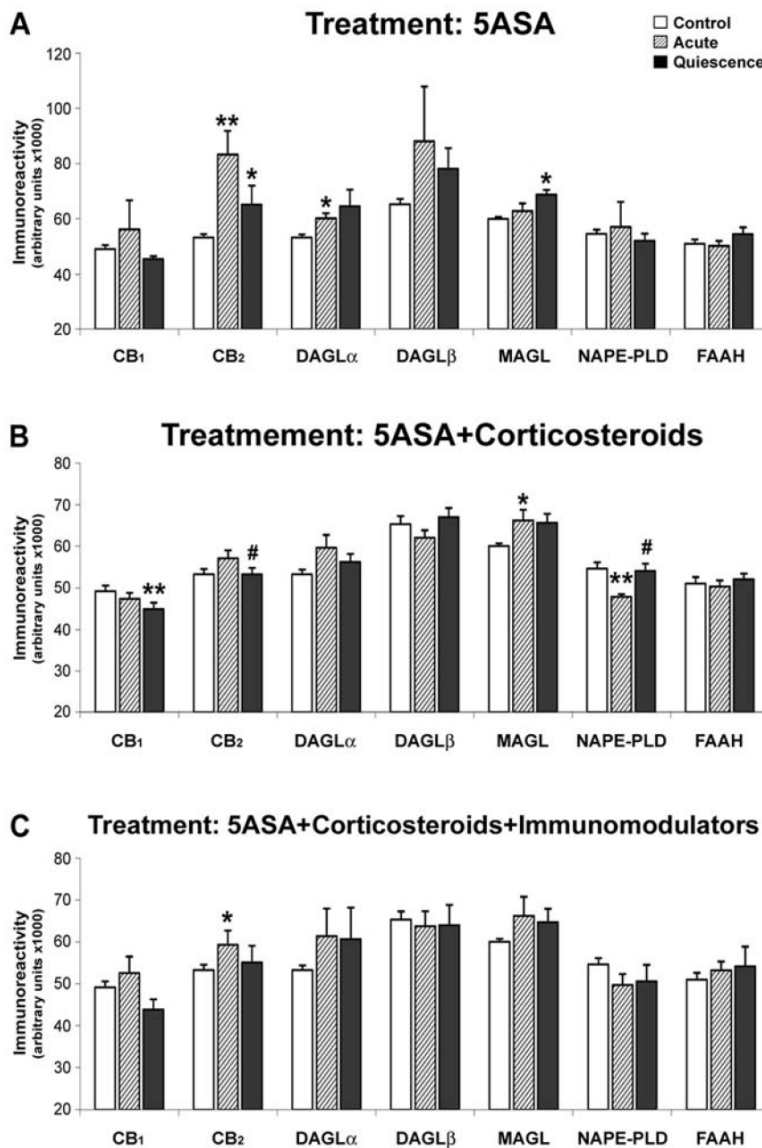 A Treatment: 5ASA
Control
Acute
Quiescence
Immunoreactivity
(arbitrary units x1000)
120
100
80
60
40
20
**
*
*
*
CB1 CB2 DAGLα DAGLβ MAGL NAPE-PLD FAAH
B Treatmement: 5ASA+Corticosteroids
Immunoreactivity
(arbitrary units x1000)
80
70
60
50
40
30
20
**
#
*
**
#
CB1 CB2 DAGLα DAGLβ MAGL NAPE-PLD FAAH
C Treatment: 5ASA+Corticosteroids+Immunomodulators
Immunoreactivity
(arbitrary units x1000)
80
70
60
50
40
30
20
*
CB1 CB2 DAGLα DAGLβ MAGL NAPE-PLD FAAH